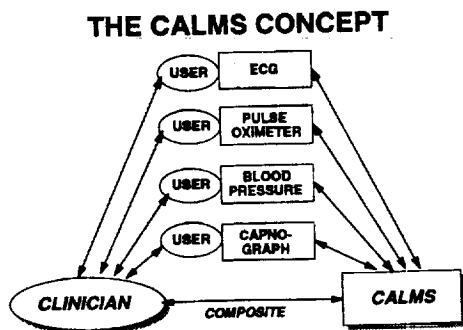 THE CALMS CONCEPT
USER ECG
USER PULSE
OXIMETER
USER BLOOD
PRESSURE
USER CAPNO-
GRAPH
CLINICIAN COMPOSITE CALMS